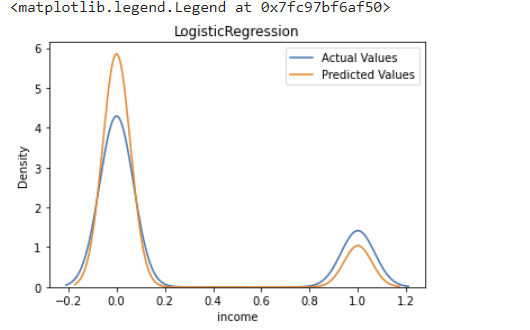 <matplotlib.legend.Legend at 0x7fc97bf6af50>
LogisticRegression
Actual Values
Predicted Values
6
5
4
3
2
1
0
Density
−0.2 0.0 0.2 0.4 0.6 0.8 1.0 1.2
income